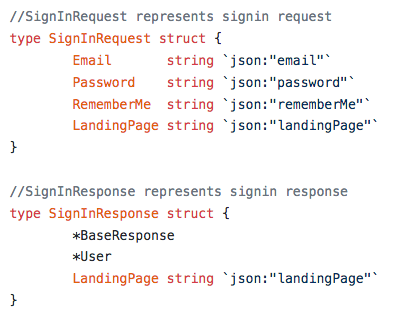 //SignInRequest represents signin request
type SignInRequest struct {
        Email       string `json:"email"`
        Password    string `json:"password"`
        RememberMe  string `json:"rememberMe"`
        LandingPage string `json:"landingPage"`
}

//SignInResponse represents signin response
type SignInResponse struct {
        *BaseResponse
        *User
        LandingPage string `json:"landingPage"`
}